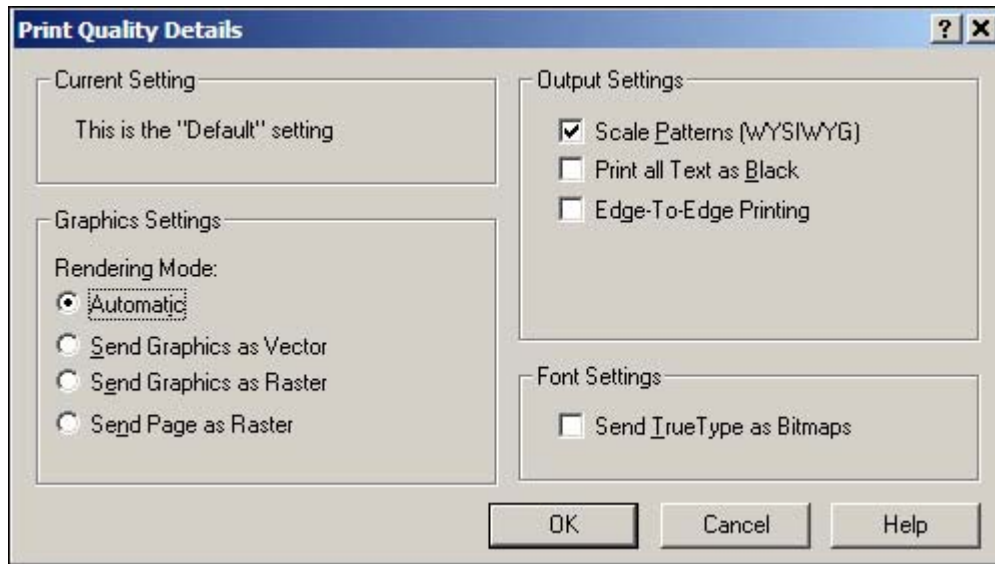 Print Quality Details
Current Setting
This is the "Default" setting
Graphics Settings
Rendering Mode:
Automatic
Send Graphics as Vector
Send Graphics as Raster
Send Page as Raster
Output Settings
Scale Patterns (WYSIWYG)
Print all Text as Black
Edge-To-Edge Printing
Font Settings
Send TrueType as Bitmaps
OK
Cancel
Help